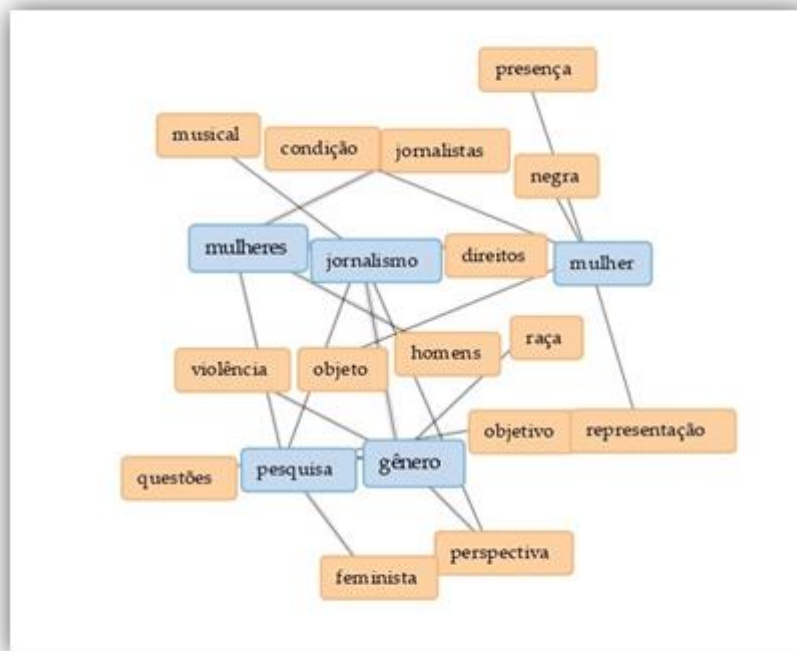 presença
musical
condição
jornalistas
negra
mulheres
jornalismo
direitos
mulher
raça
violência
objeto
homens
objetivo
representação
questões
pesquisa
gênero
perspectiva
feminista